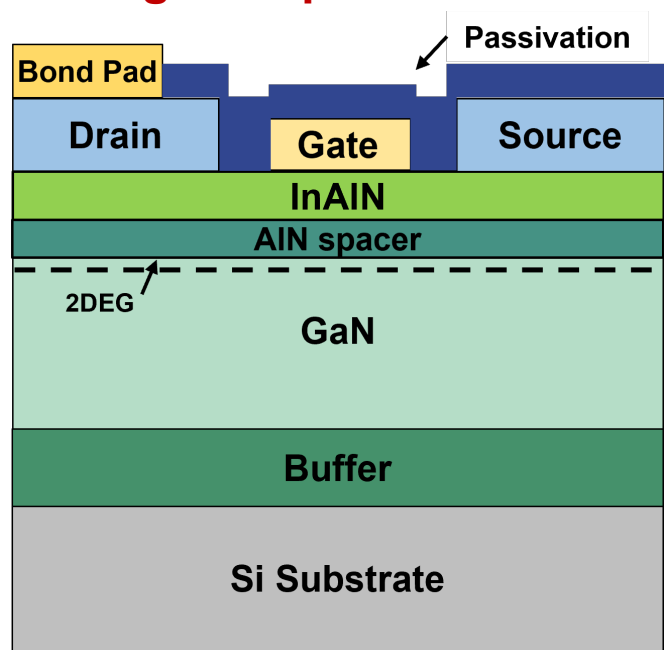 Passivation
Bond Pad
Drain
Gate
Source
InAlN
AlN spacer
2DEG
GaN
Buffer
Si Substrate